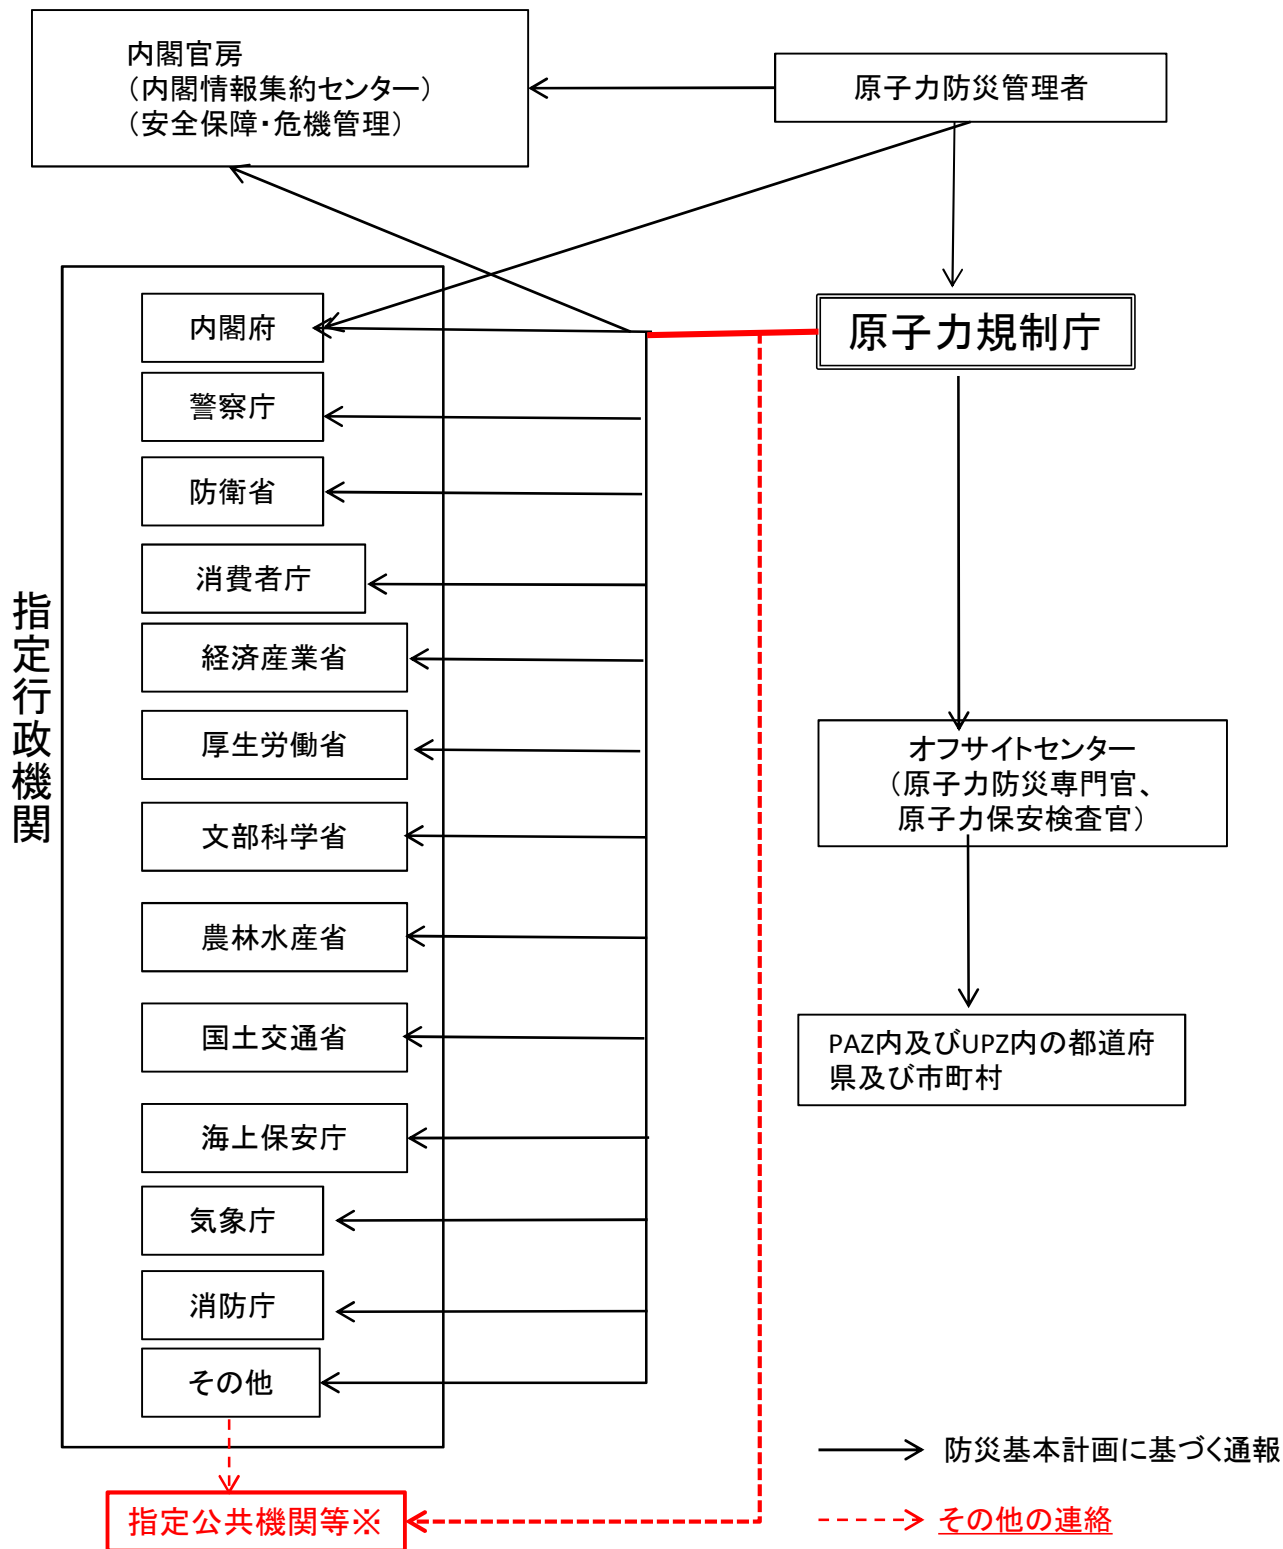 内閣官房
（内閣情報集約センター）
（安全保障・危機管理）
原子力防災管理者
内閣府
原子力規制庁
警察庁
防衛省
消費者庁
指定行政機関
経済産業省
厚生労働省
オフサイトセンター
（原子力防災専門官、
原子力保安検査官）
文部科学省
農林水産省
国土交通省
PAZ内及びUPZ内の都道府
県及び市町村
海上保安庁
気象庁
消防庁
その他
防災基本計画に基づく通報
指定公共機関等※
その他の連絡